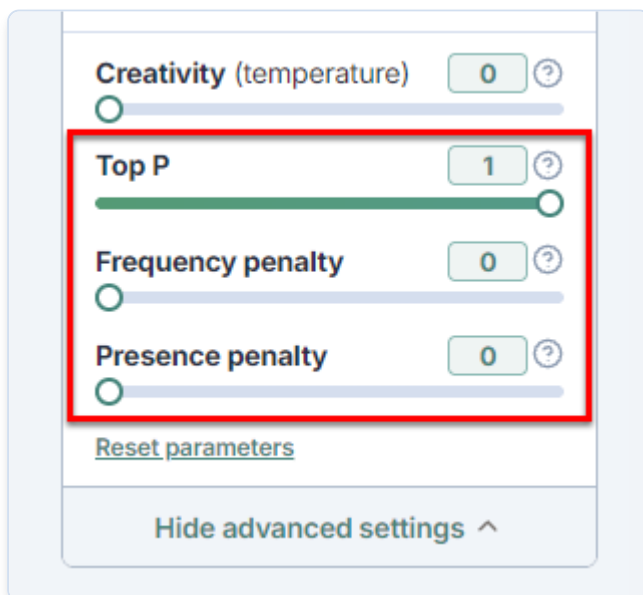 Creativity (temperature) 0 ?
Top P 1 ?
Frequency penalty 0 ?
Presence penalty 0 ?
Reset parameters
Hide advanced settings